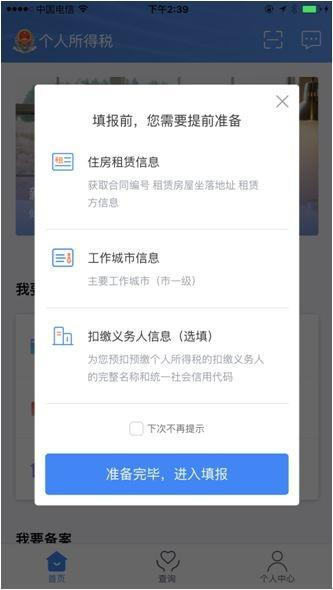 中国电信 下午2:39
个人所得税
填报前，您需要提前准备
住房租赁信息
获取合同编号 租赁房屋坐落地址 租赁
方信息
工作城市信息
主要工作城市（市一级）
扣缴义务人信息（选填）
为您预扣预缴个人所得税的扣缴义务人
的完整名称和统一社会信用代码
下次不再提示
准备完毕，进入填报
我要
我要备案
首页 查询 个人中心